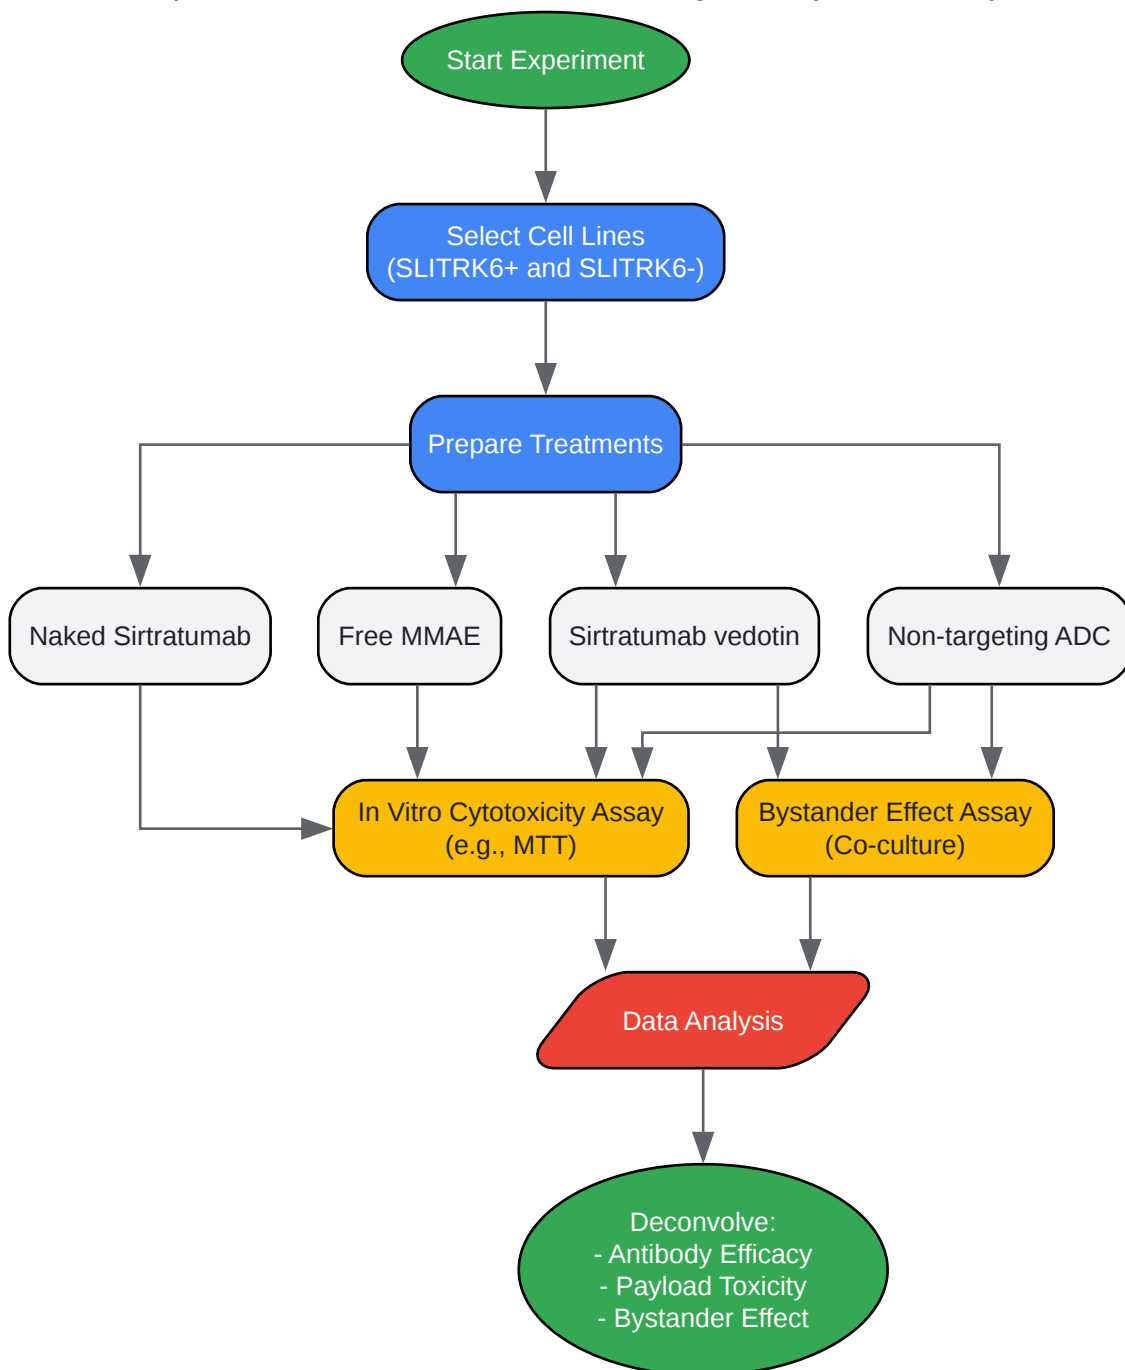 Start Experiment
Select Cell Lines
(SLITRK6+ and SLITRK6-)
Prepare Treatments
Naked Sirtratumab
Free MMAE
Sirtratumab vedotin
Non-targeting ADC
In Vitro Cytotoxicity Assay
(e.g., MTT)
Bystander Effect Assay
(Co-culture)
Data Analysis
Deconvolve:
- Antibody Efficacy
- Payload Toxicity
- Bystander Effect